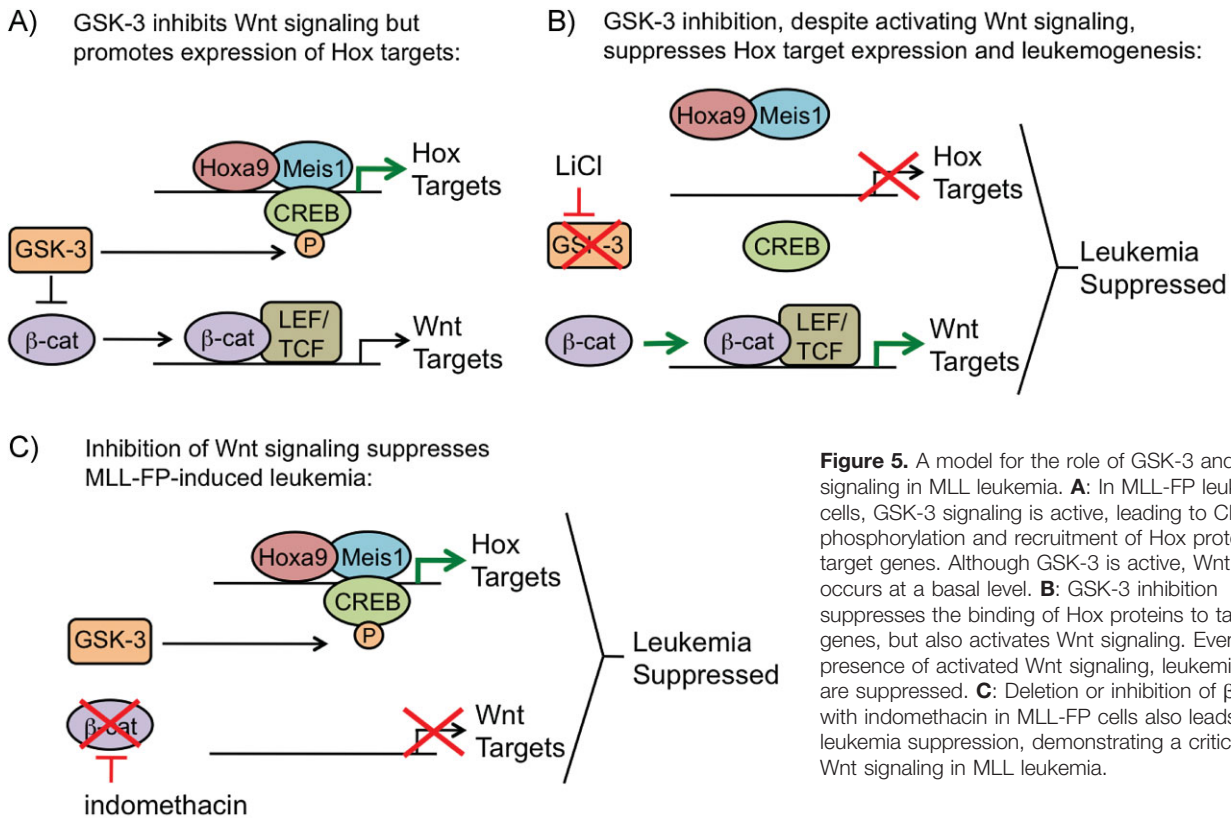 A) GSK-3 inhibits Wnt signaling but
promotes expression of Hox targets:
Hoxa9 Meis1
Hox
Targets
CREB
P
GSK-3
β-cat
β-cat
LEF/
TCF
Wnt
Targets
B) GSK-3 inhibition, despite activating Wnt signaling,
suppresses Hox target expression and leukemogenesis:
Hoxa9 Meis1
LiCl
Hox
Targets
GSK-3
CREB
β-cat
β-cat
LEF/
TCF
Wnt
Targets
Leukemia
Suppressed
C) Inhibition of Wnt signaling suppresses
MLL-FP-induced leukemia:
Hoxa9 Meis1
Hox
Targets
CREB
P
GSK-3
β-cat
Wnt
Targets
indomethacin
Leukemia
Suppressed
Figure 5. A model for the role of GSK-3 and
signaling in MLL leukemia. A: In MLL-FP
cells, GSK-3 signaling is active, leading to
phosphorylation and recruitment of Hox
target genes. Although GSK-3 is active, Wnt
occurs at a basal level. B: GSK-3 inhibition
suppresses the binding of Hox proteins to
genes, but also activates Wnt signaling.
presence of activated Wnt signaling,
are suppressed. C: Deletion or inhibition of
with indomethacin in MLL-FP cells also leads
leukemia suppression, demonstrating a
Wnt signaling in MLL leukemia.